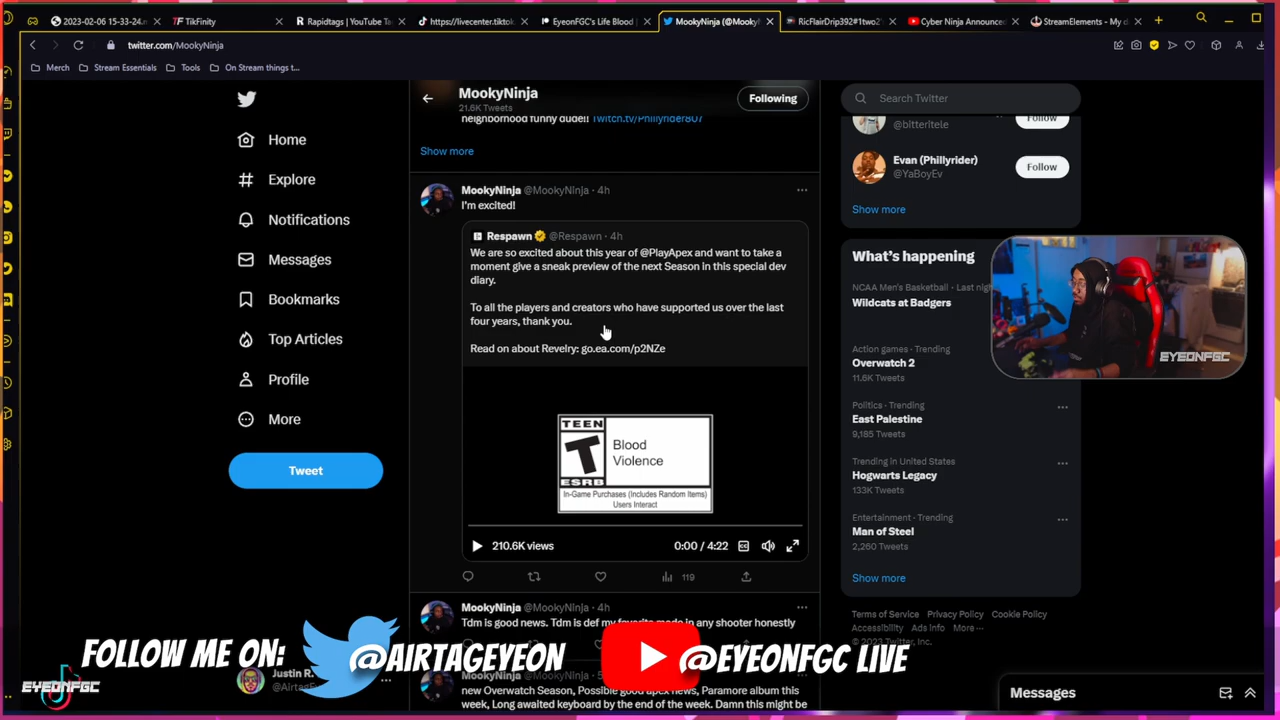 2023-02-06 15-33-24.m
TikFinity
Rapidtags | YouTube Ta
https://livecenter.tiktok
EyeonFGC's Life Blood |
MookyNinja (@Mooky
RicFlairDrip392#1two2
Cyber Ninja Announce
StreamElements - My d
twitter.com/MookyNinja
Merch
Stream Essentials
Tools
On Stream things t...
Home
Explore
Notifications
Messages
Bookmarks
Top Articles
Profile
More
Tweet
MookyNinja
21.6K Tweets
Following
neighborhood funny dude!! Twitch.tv/Phillyrider807
Show more
MookyNinja @MookyNinja · 4h
I'm excited!
Respawn @Respawn · 4h
We are so excited about this year of @PlayApex and want to take a
moment give a sneak preview of the next Season in this special dev
diary.
To all the players and creators who have supported us over the last
four years, thank you.
Read on about Revelry: go.ea.com/p2NZe
TEEN
T
ESRB
Blood
Violence
In-Game Purchases (Includes Random Items)
Users Interact
210.6K views
0:00 / 4:22
CC
119
MookyNinja @MookyNinja · 4h
Tdm is good news. Tdm is def my favorite mode in any shooter honestly
MookyNinja @MookyNinja ·
new Overwatch Season, Possible good apex news, Paramore album this
week, Long awaited keyboard by the end of the week. Damn this might be
Search Twitter
@bitteritele
Follow
Evan (Phillyrider)
@YaBoyEv
Follow
Show more
What's happening
NCAA Men's Basketball · Last nigh
Wildcats at Badgers
Action games · Trending
Overwatch 2
11.6K Tweets
Politics · Trending
East Palestine
9,185 Tweets
Trending in United States
Hogwarts Legacy
133K Tweets
Entertainment · Trending
Man of Steel
2,260 Tweets
Show more
Terms of Service Privacy Policy Cookie Policy
Accessibility Ads info More ...
© 2023 Twitter, Inc.
Messages
EYEONFGC
FOLLOW ME ON:
@AIRTAGEYEON
@EYEONFGC LIVE
EYEONFGC
Justin R.
@Airtag